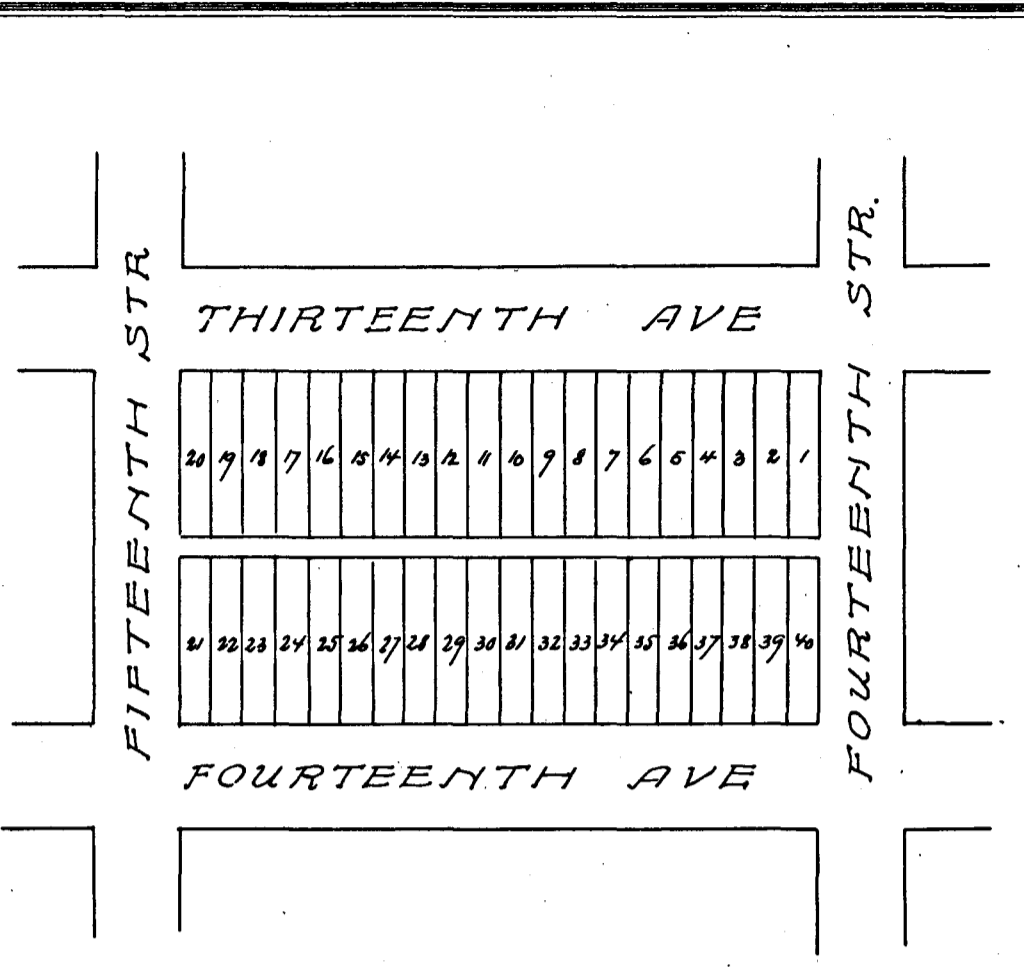 THIRTEENTH AVE
FIFTEENTH STR
FOURTEENTH STR.
20 19 18 17 16 15 14 13 12 11 10 9 8 7 6 5 4 3 2 1
21 22 23 24 25 26 27 28 29 30 31 32 33 34 35 36 37 38 39 40
FOURTEENTH AVE